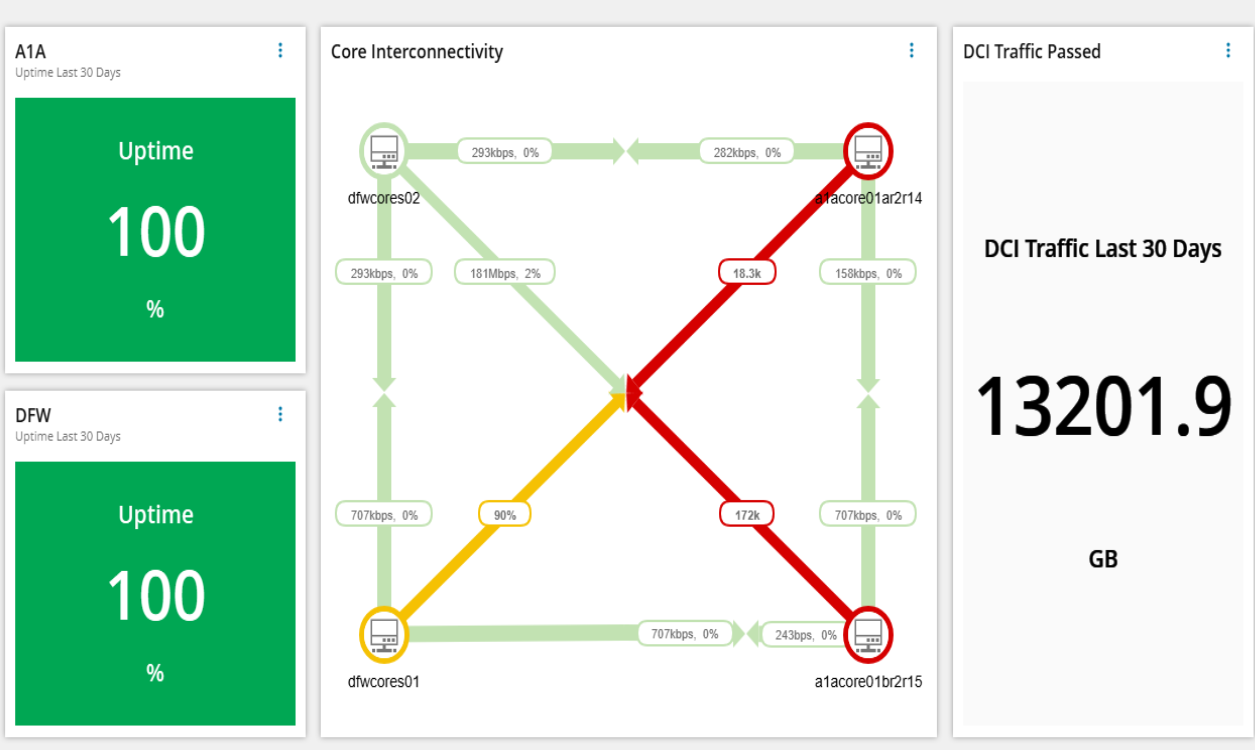 A1A
Uptime Last 30 Days
Uptime
100
%
DFW
Uptime Last 30 Days
Uptime
100
%
Core Interconnectivity
293kbps, 0%
282kbps, 0%
dfwcores02
a1acore01ar2r14
293kbps, 0%
181Mbps, 2%
18.3k
158kbps, 0%
707kbps, 0%
90%
172k
707kbps, 0%
707kbps, 0%
243bps, 0%
dfwcores01
a1acore01br2r15
DCI Traffic Passed
DCI Traffic Last 30 Days
13201.9
GB